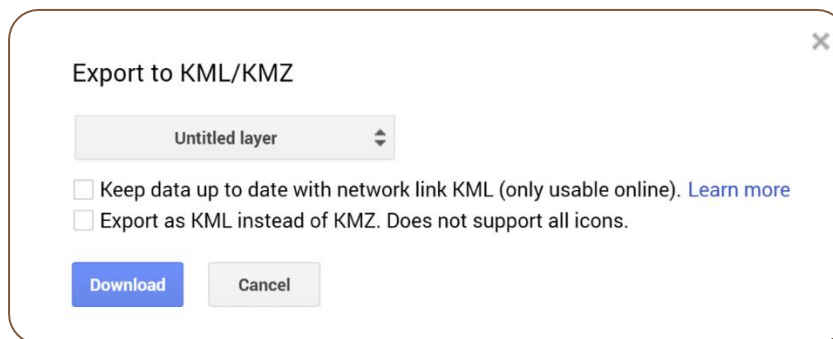 Export to KML/KMZ
Untitled layer
Keep data up to date with network link KML (only usable online). Learn more
Export as KML instead of KMZ. Does not support all icons.
Download Cancel